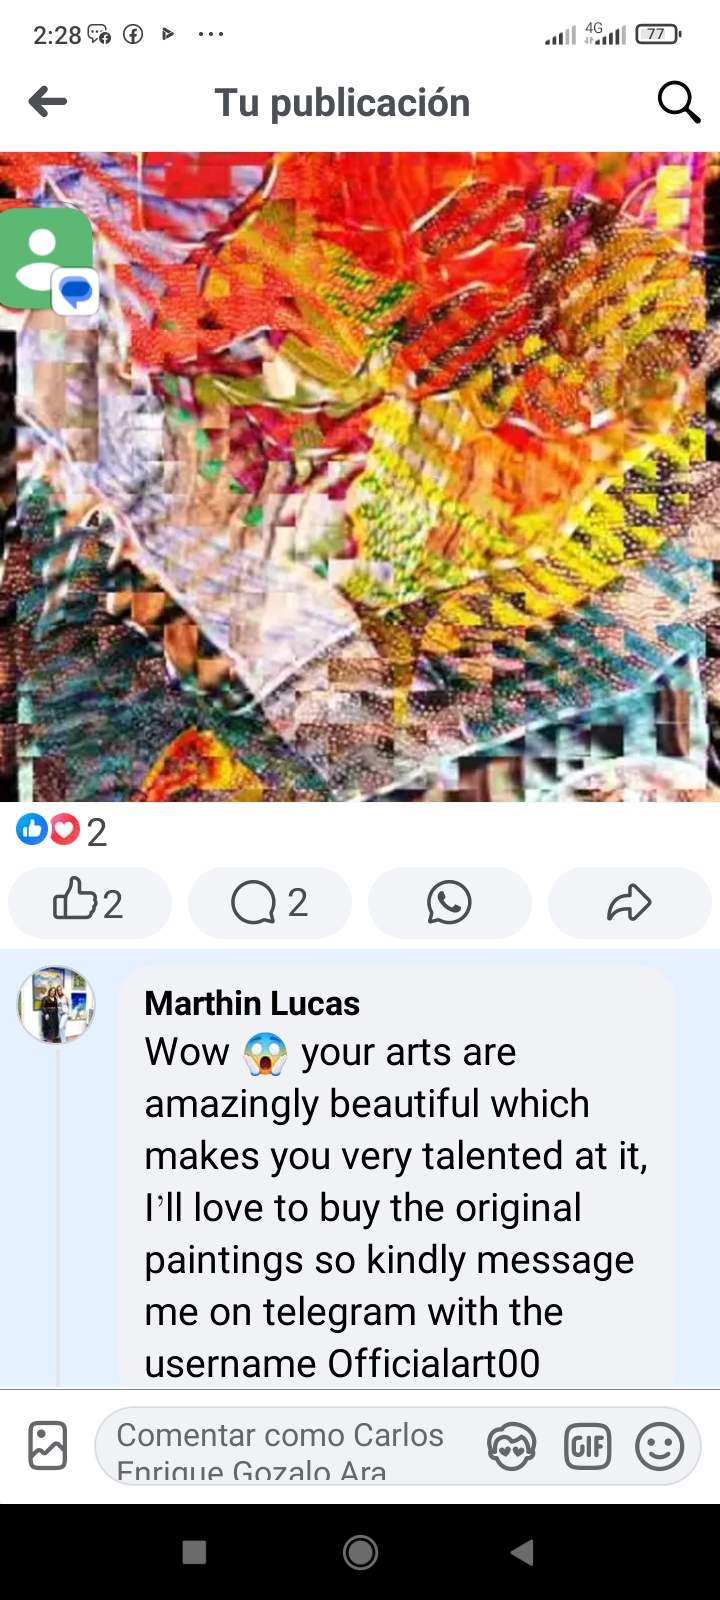 2:28
4G
77
Tu publicación
2
2
2
Marthin Lucas
Wow 😱 your arts are
amazingly beautiful which
makes you very talented at it,
I’ll love to buy the original
paintings so kindly message
me on telegram with the
username Officialart00
Comentar como Carlos
Enrique Gozalo Ara
GIF